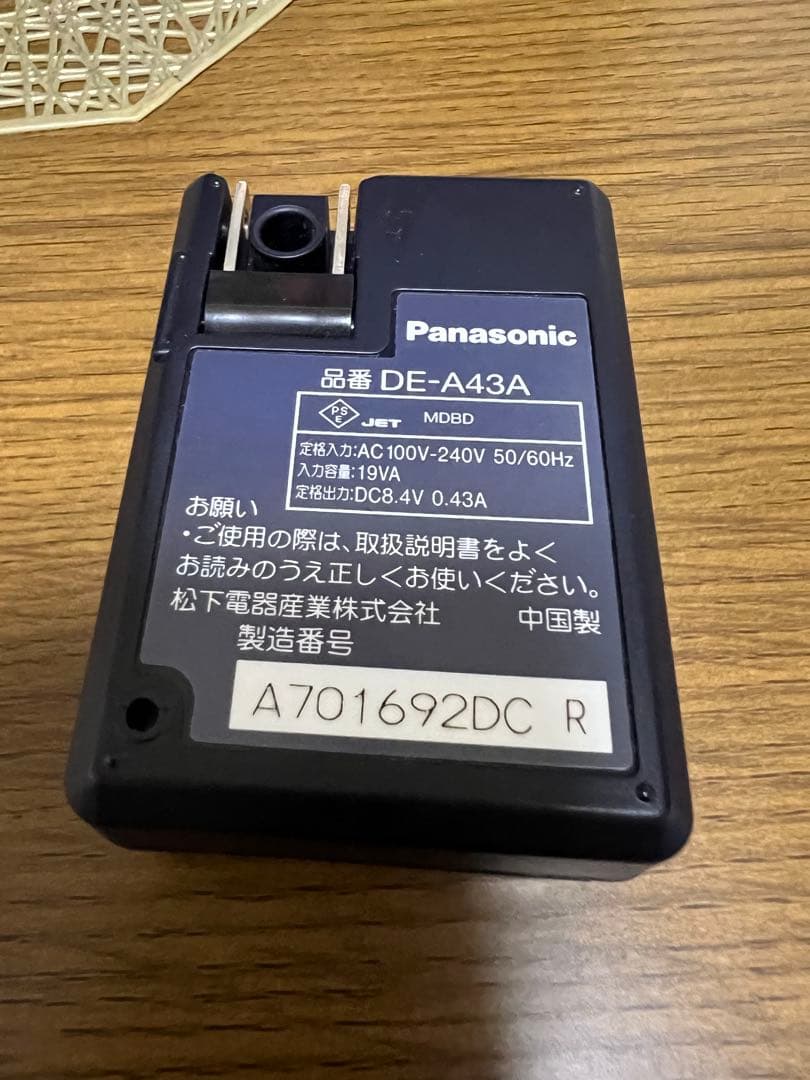 Panasonic
品番 DE-A43A
PS
E
JET MDBD
定格入力:AC100V-240V 50/60Hz
入力容量:19VA
定格出力:DC8.4V 0.43A
お願い
・ご使用の際は、取扱説明書をよく
お読みのうえ正しくお使いください。
松下電器産業株式会社 中国製
製造番号
A701692DC R